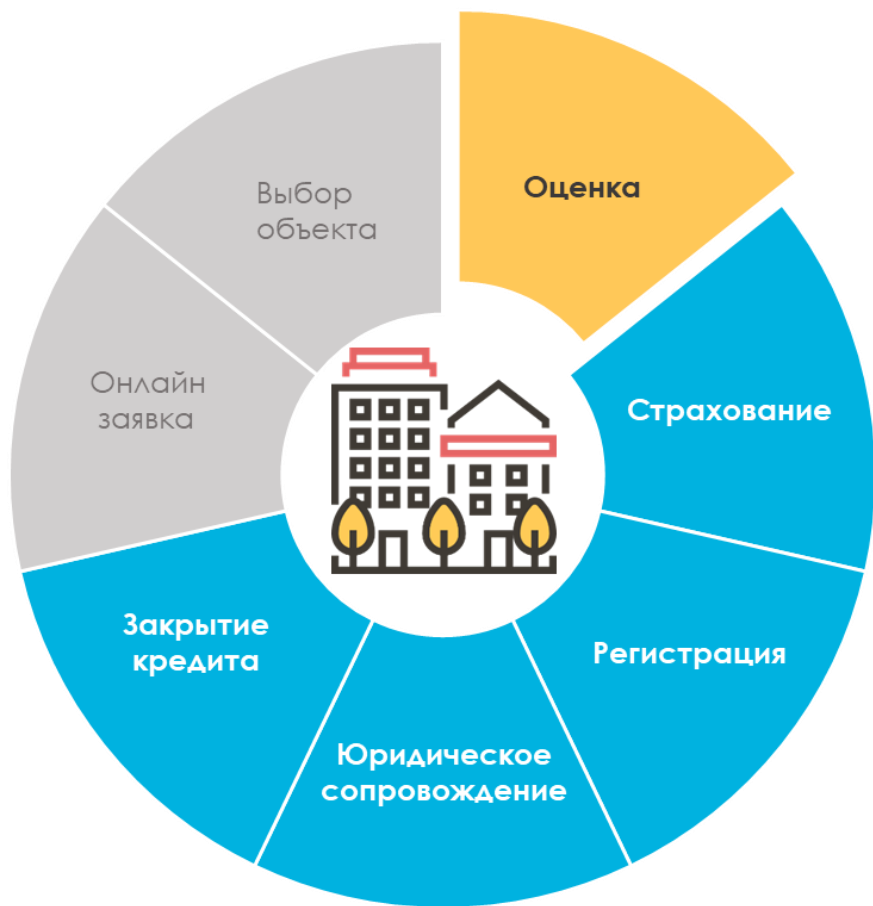 Оценка
Выбор
объекта
Онлайн
заявка
Страхование
Закрытие
кредита
Регистрация
Юридическое
сопровождение